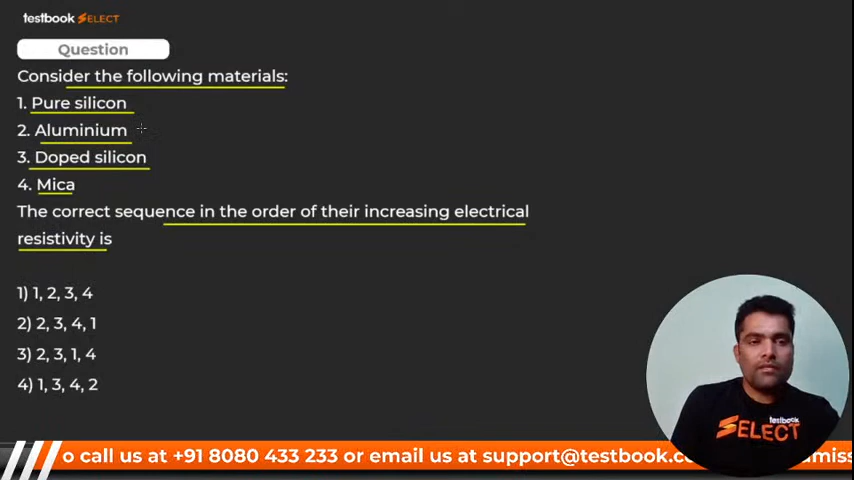 testbook SELECT
Question
Consider the following materials:
1. Pure silicon
2. Aluminium
3. Doped silicon
4. Mica
The correct sequence in the order of their increasing electrical
resistivity is
1) 1, 2, 3, 4
2) 2, 3, 4, 1
3) 2, 3, 1, 4
4) 1, 3, 4, 2
testbook
SELECT
o call us at +91 8080 433 233 or email us at support@testbook.c